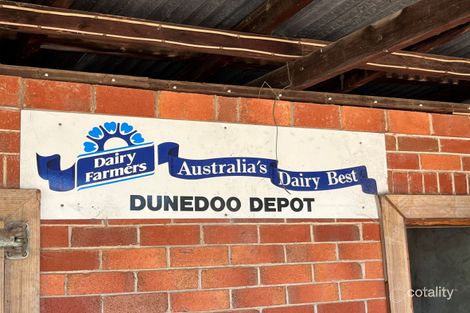 Dairy
Farmers
Australia's Dairy Best
DUNEDOO DEPOT
cotality